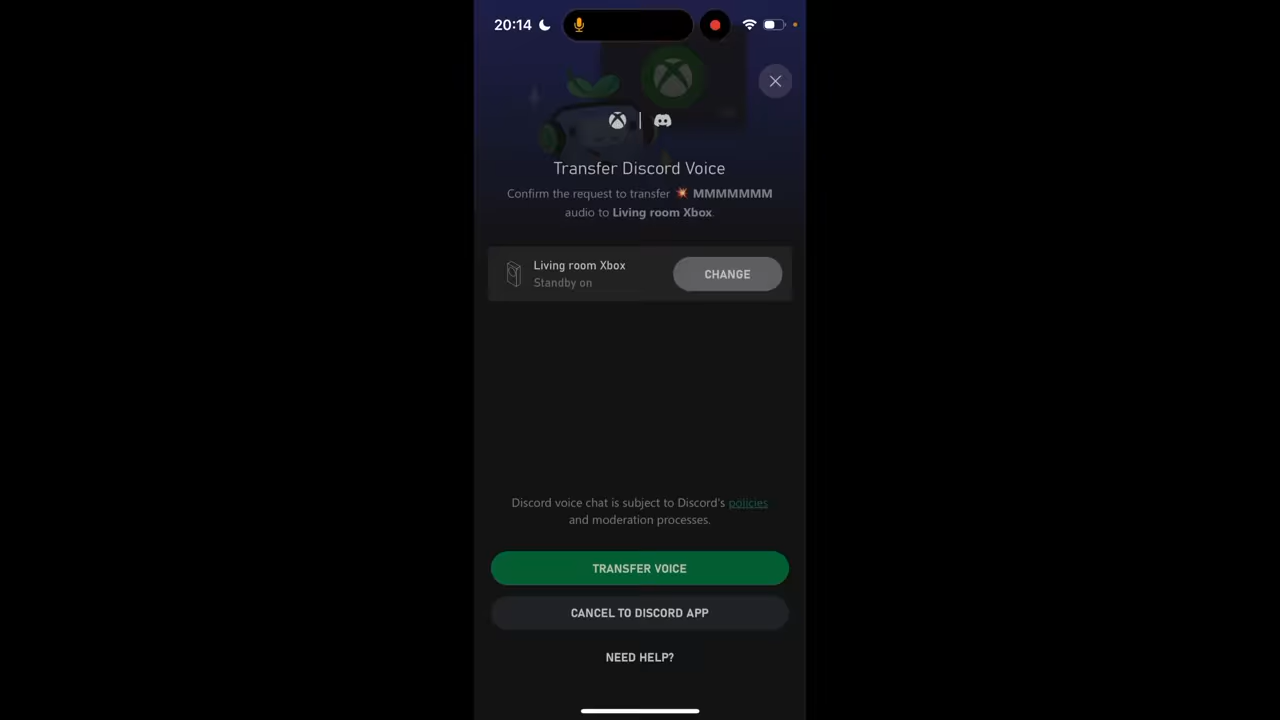 20:14
Transfer Discord Voice
Confirm the request to transfer 💥 MMMMMMM
audio to Living room Xbox.
Living room Xbox
Standby on
CHANGE
Discord voice chat is subject to Discord's policies
and moderation processes.
TRANSFER VOICE
CANCEL TO DISCORD APP
NEED HELP?